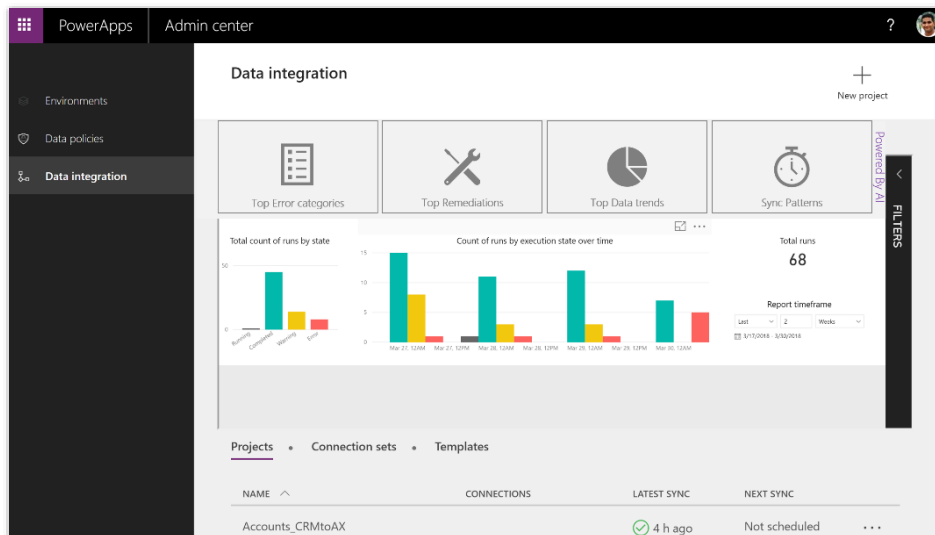 PowerApps Admin center ?
Data integration
New project
Environments
Data policies
Data integration
Top Error categories
Top Remediations
Top Data trends
Sync Patterns
Powered By AI
FILTERS
Total count of runs by state
50
0
Running
Completed
Warning
Error
Count of runs by execution state over time
15
10
5
0
Mar 27, 12AM Mar 27, 12PM Mar 28, 12AM Mar 28, 12PM Mar 29, 12AM Mar 29, 12PM Mar 30, 12AM
Total runs
68
Report timeframe
Last 2 Weeks
3/17/2018 - 3/30/2018
Projects • Connection sets • Templates
NAME CONNECTIONS LATEST SYNC NEXT SYNC
Accounts_CRMtoAX 4 h ago Not scheduled ...